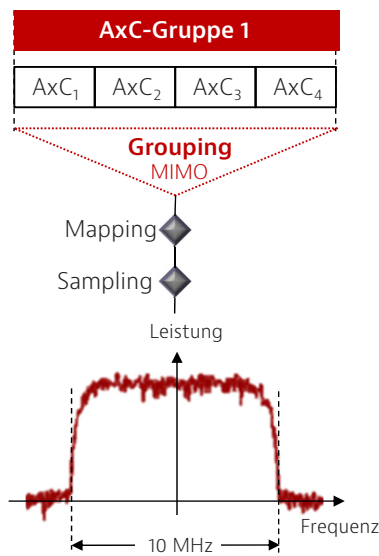 AxC-Gruppe 1
AxC₁ AxC₂ AxC₃ AxC₄
Grouping
MIMO
Mapping
Sampling
Leistung
Frequenz
10 MHz